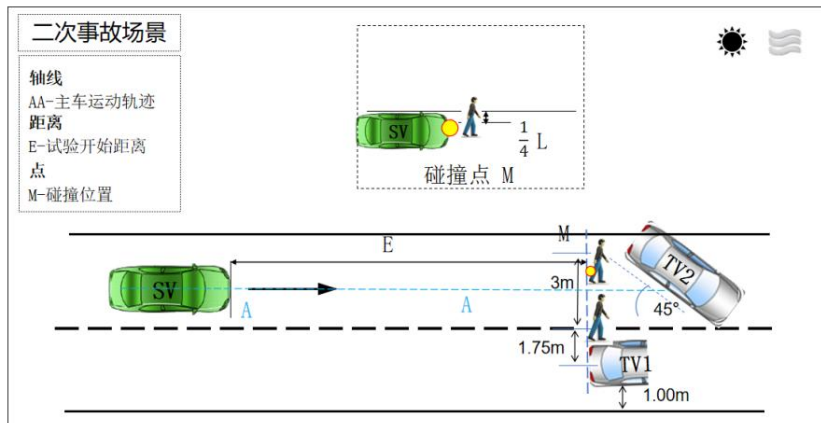 二次事故场景
轴线
AA-主车运动轨迹
距离
E-试验开始距离
点
M-碰撞位置
SV
1/4 L
碰撞点 M
E
M
SV
A
A
3m
TV2
45°
1.75m
TV1
1.00m